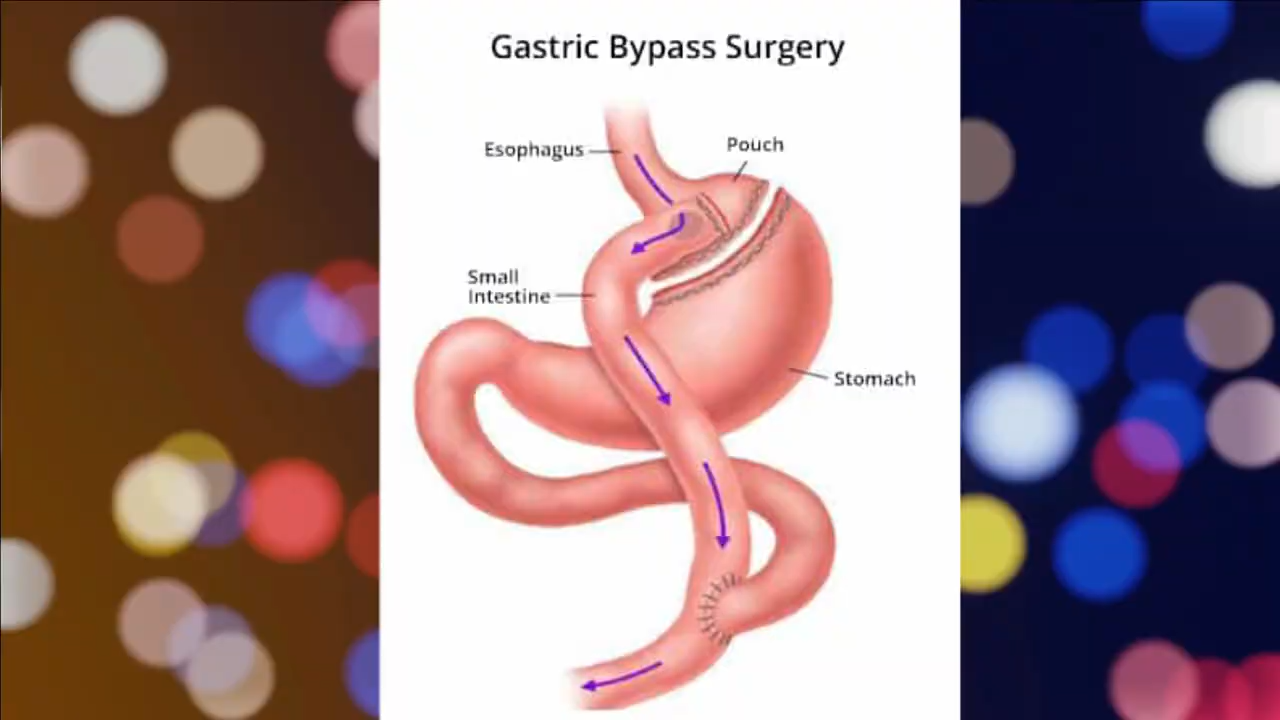 Gastric Bypass Surgery
Esophagus
Pouch
Small
Intestine
Stomach